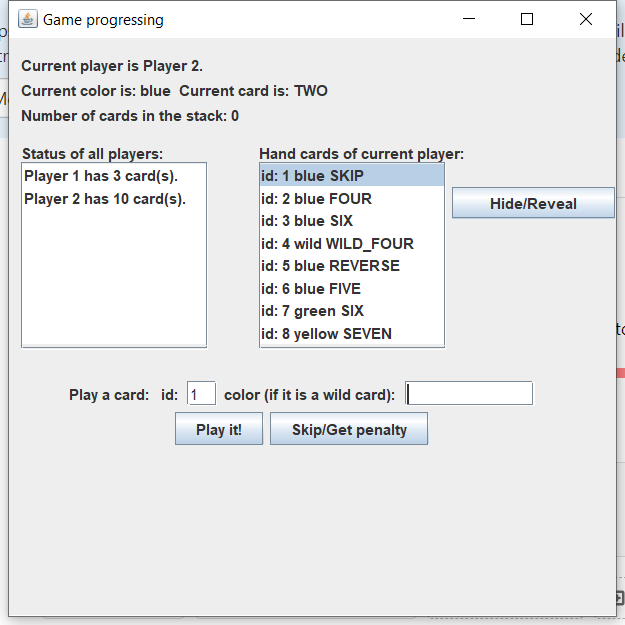 Game progressing
Current player is Player 2.
Current color is: blue  Current card is: TWO
Number of cards in the stack: 0
Status of all players:
Player 1 has 3 card(s).
Player 2 has 10 card(s).
Hand cards of current player:
id: 1 blue SKIP
id: 2 blue FOUR
id: 3 blue SIX
id: 4 wild WILD_FOUR
id: 5 blue REVERSE
id: 6 blue FIVE
id: 7 green SIX
id: 8 yellow SEVEN
Hide/Reveal
Play a card:  id: 1 color (if it is a wild card):
Play it! Skip/Get penalty